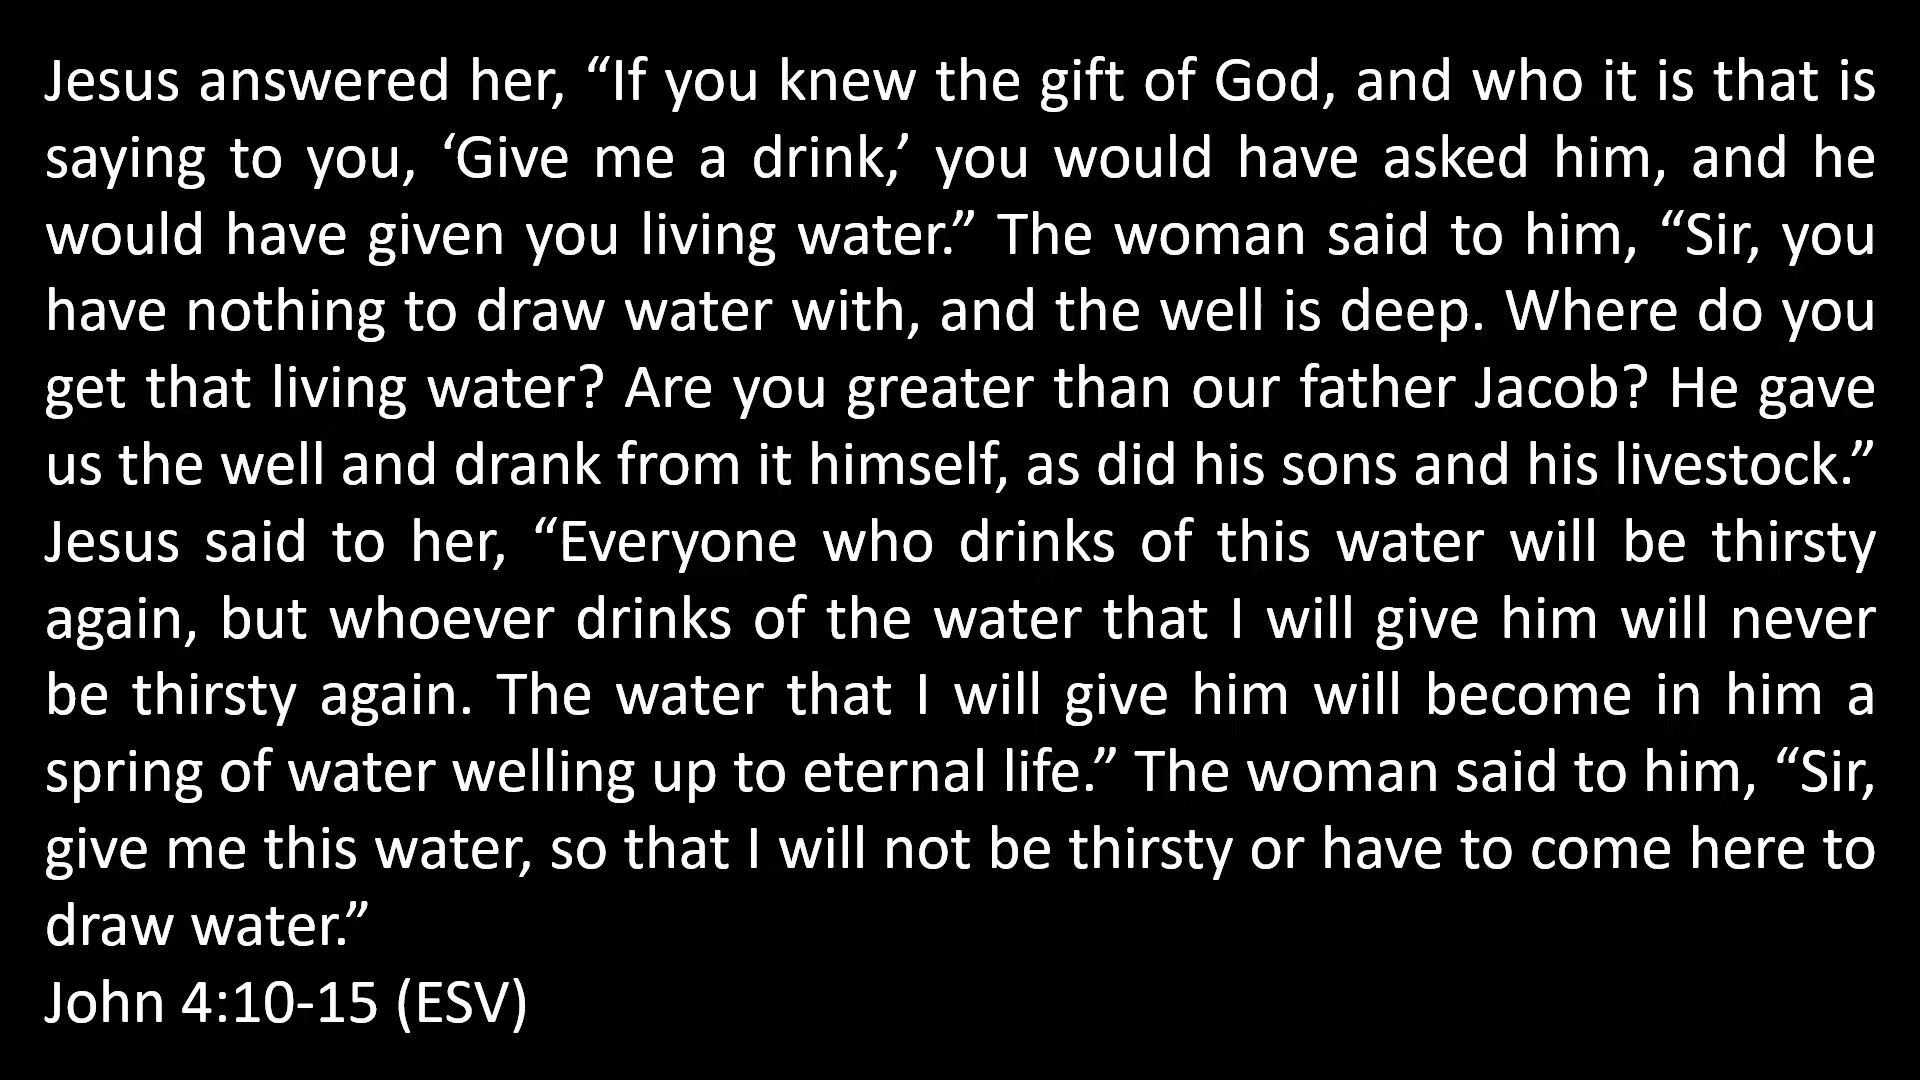 Jesus answered her, “If you knew the gift of God, and who it is that is
saying to you, ‘Give me a drink,’ you would have asked him, and he
would have given you living water.” The woman said to him, “Sir, you
have nothing to draw water with, and the well is deep. Where do you
get that living water? Are you greater than our father Jacob? He gave
us the well and drank from it himself, as did his sons and his livestock.”
Jesus said to her, “Everyone who drinks of this water will be thirsty
again, but whoever drinks of the water that I will give him will never
be thirsty again. The water that I will give him will become in him a
spring of water welling up to eternal life.” The woman said to him, “Sir,
give me this water, so that I will not be thirsty or have to come here to
draw water.”
John 4:10-15 (ESV)